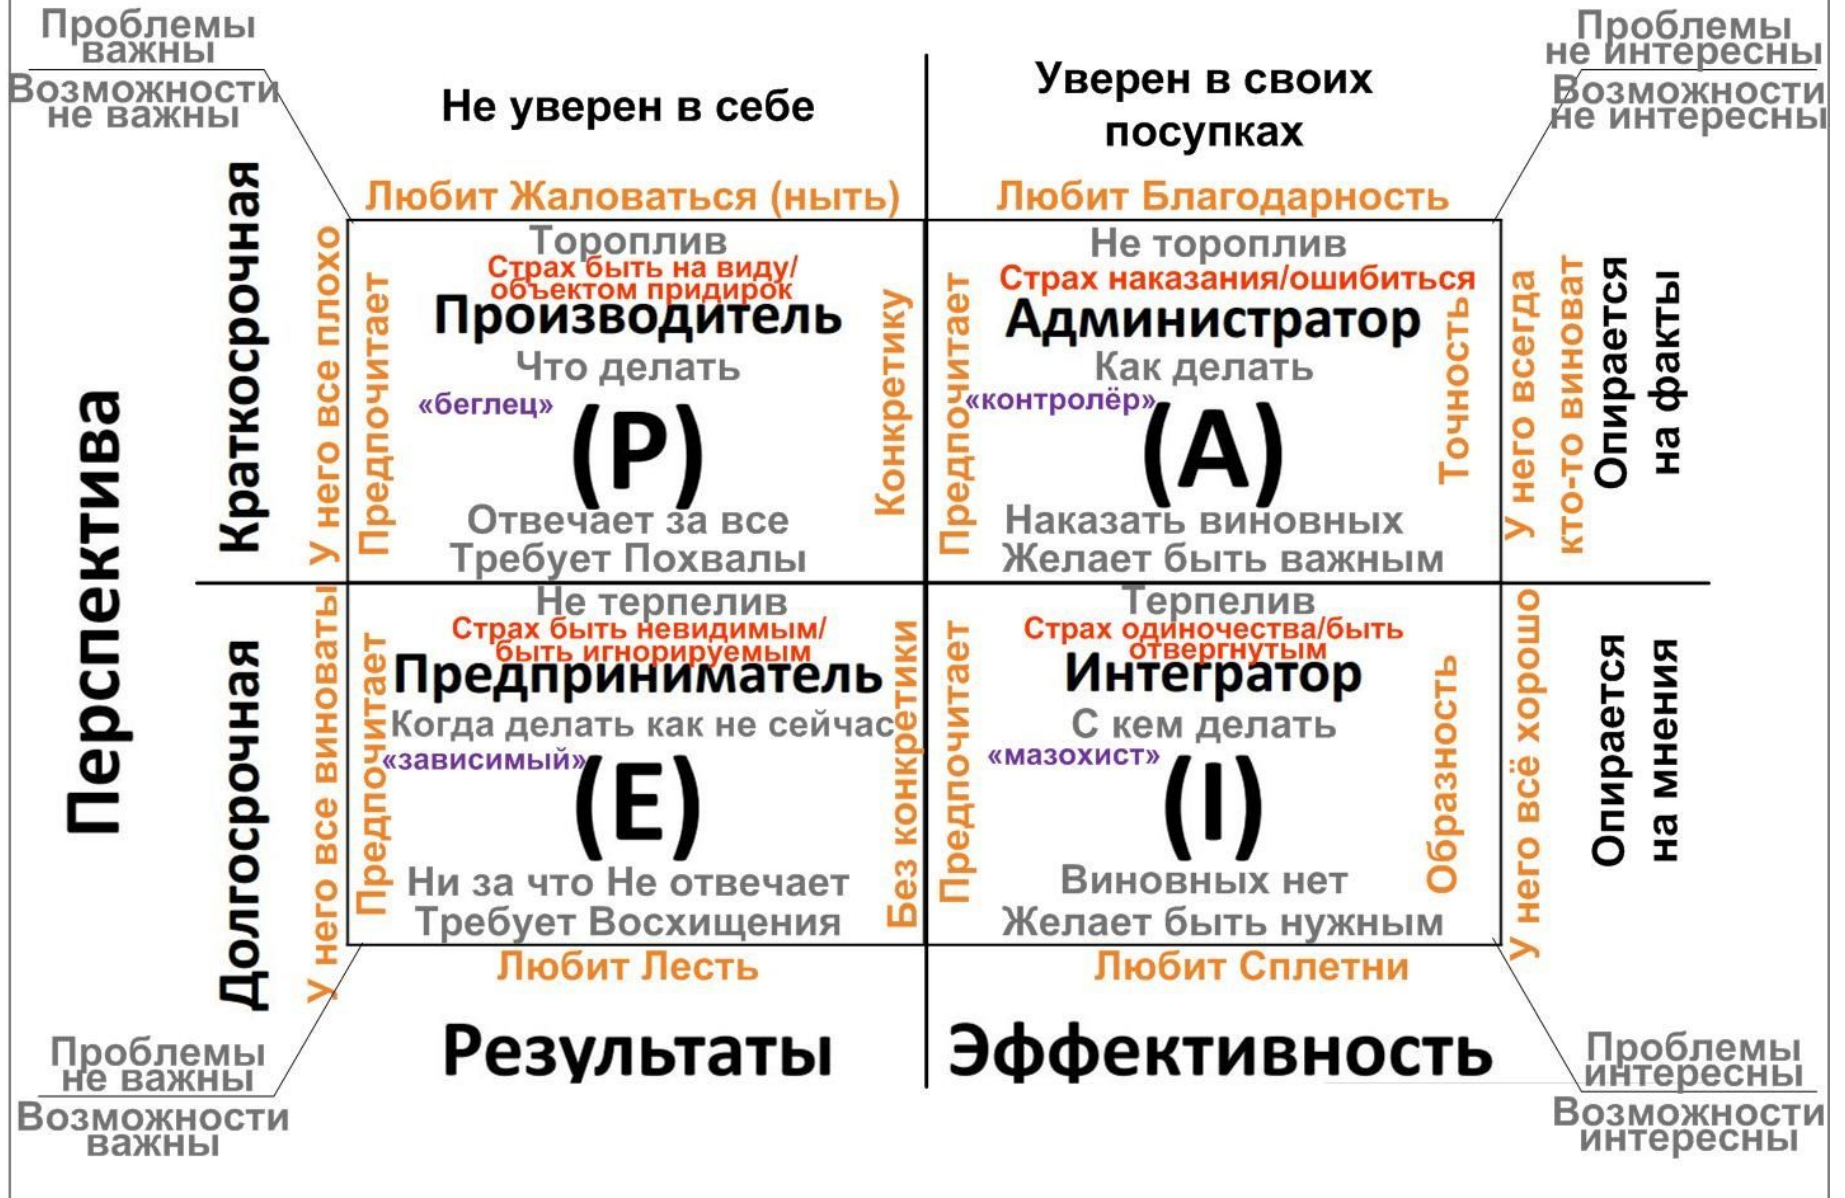 Проблемы
важны
Возможности
не важны
Не уверен в себе
Уверен в своих
посупках
Проблемы
не интересны
Возможности
не интересны
Любит Жаловаться (ныть)
Любит Благодарность
Перспектива
Краткосрочная
У него все плохо
Предпочитает
Тороплив
Страх быть на виду/
объектом придирок
Производитель
Что делать
«беглец»
(P)
Отвечает за все
Требует Похвалы
Конкретику
Предпочитает
Не тороплив
Страх наказания/ошибиться
Администратор
Как делать
«контролёр»
(A)
Наказать виновных
Желает быть важным
Точность
У него всегда
кто-то виноват
Опирается
на факты
Долгосрочная
У него все виноваты
Предпочитает
Не терпелив
Страх быть невидимым/
быть игнорируемым
Предприниматель
Когда делать как не сейчас
«зависимый»
(E)
Ни за что Не отвечает
Требует Восхищения
Без конкретики
Предпочитает
Терпелив
Страх одиночества/быть
отвергнутым
Интегратор
С кем делать
«мазохист»
(I)
Виновных нет
Желает быть нужным
Образность
У него всё хорошо
Опирается
на мнения
Любит Лесть
Любит Сплетни
Проблемы
не важны
Возможности
важны
Результаты
Эффективность
Проблемы
интересны
Возможности
интересны